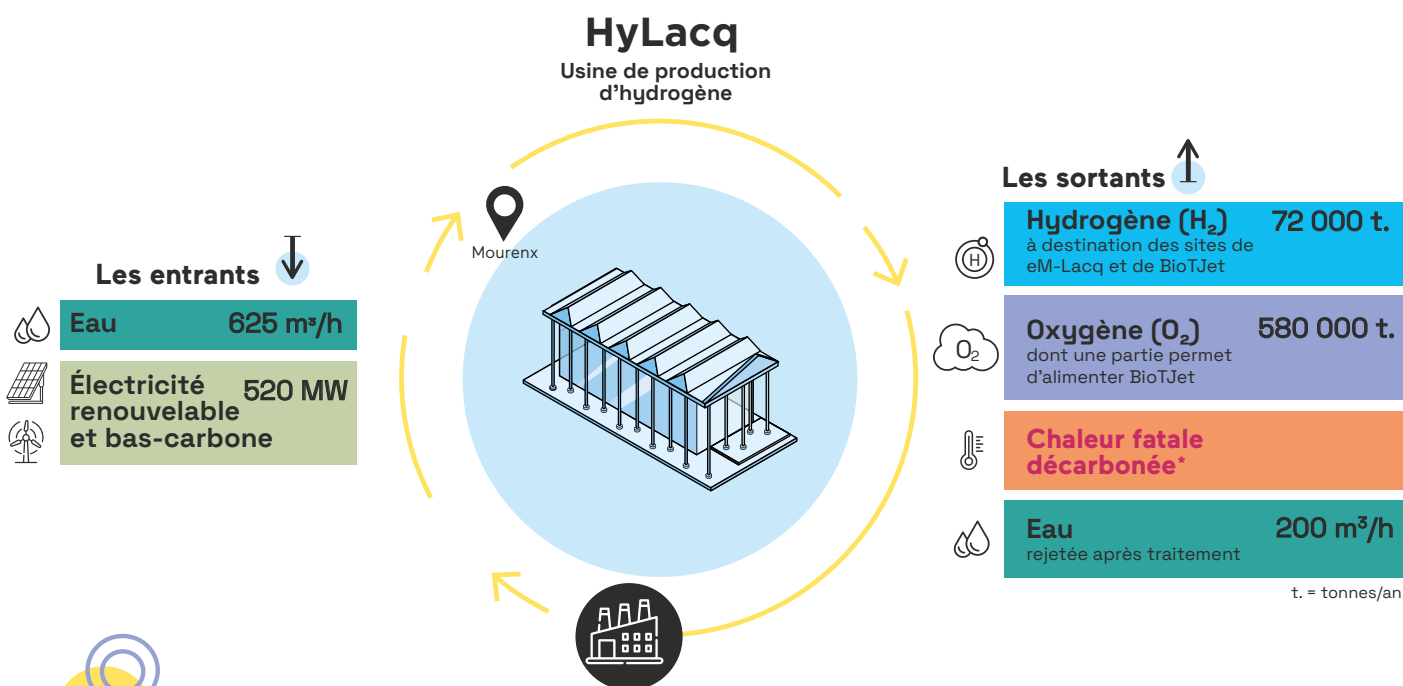 HyLacq
Usine de production
d'hydrogène
Mourenx
Les entrants
Eau 625 m³/h
Électricité
renouvelable
et bas-carbone
520 MW
Les sortants
H
Hydrogène (H₂) 72 000 t.
à destination des sites de
eM-Lacq et de BioTJet
O₂
Oxygène (O₂) 580 000 t.
dont une partie permet
d'alimenter BioTJet
Chaleur fatale
décarbonée*
Eau 200 m³/h
rejetée après traitement
t. = tonnes/an